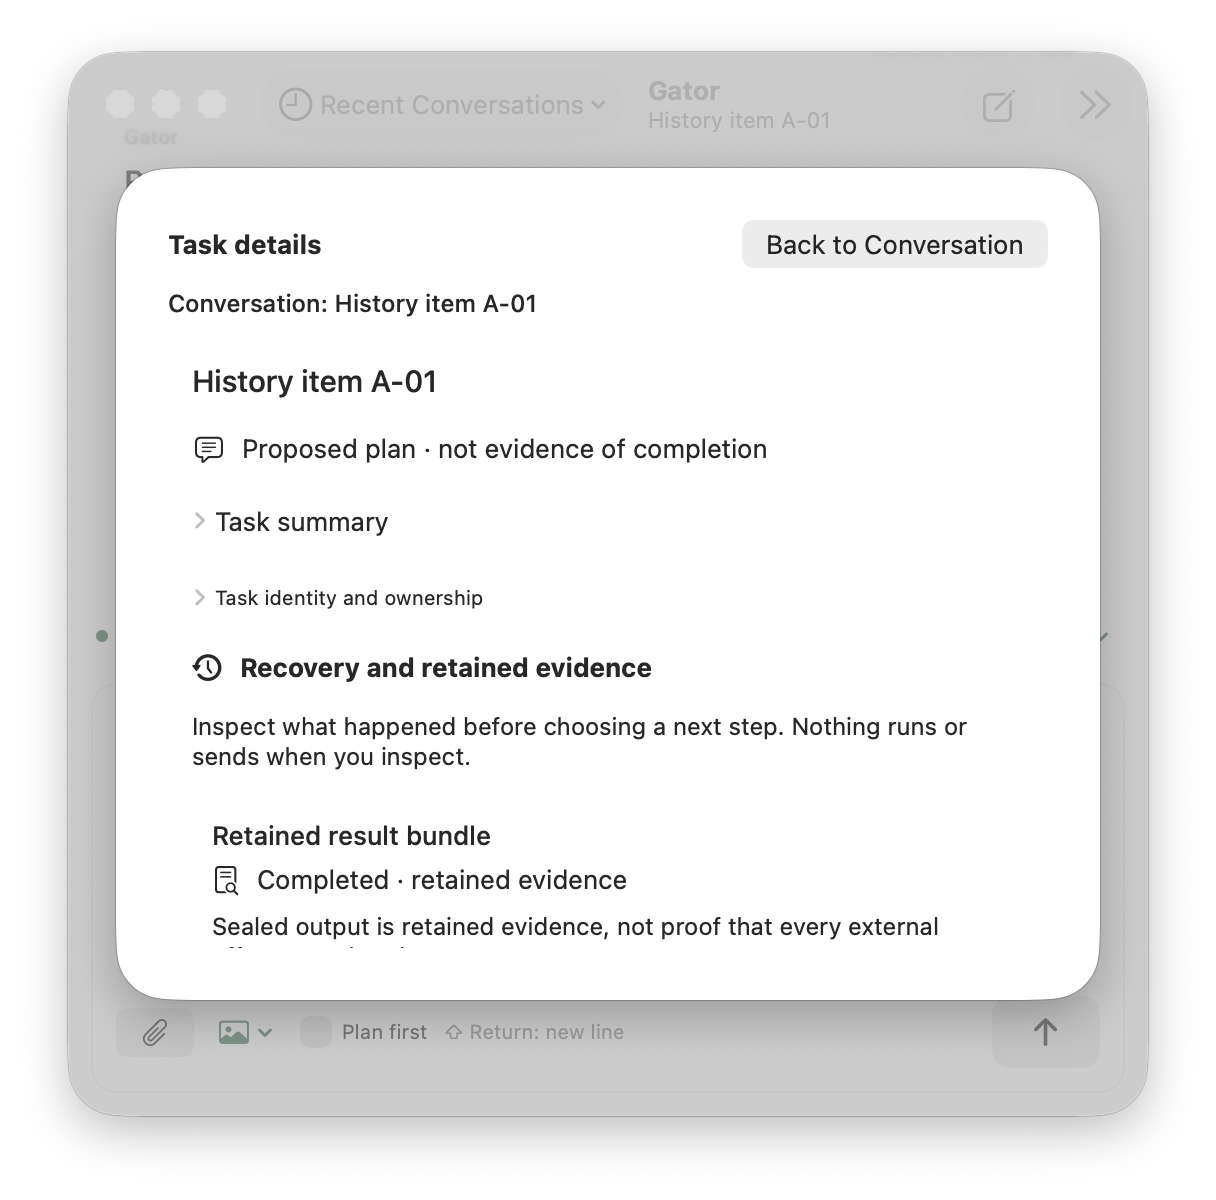 Recent Conversations
Gator
History item A-01
Gator
Task details
Back to Conversation
Conversation: History item A-01
History item A-01
Proposed plan · not evidence of completion
Task summary
Task identity and ownership
Recovery and retained evidence
Inspect what happened before choosing a next step. Nothing runs or
sends when you inspect.
Retained result bundle
Completed · retained evidence
Sealed output is retained evidence, not proof that every external
Plan first
Return: new line